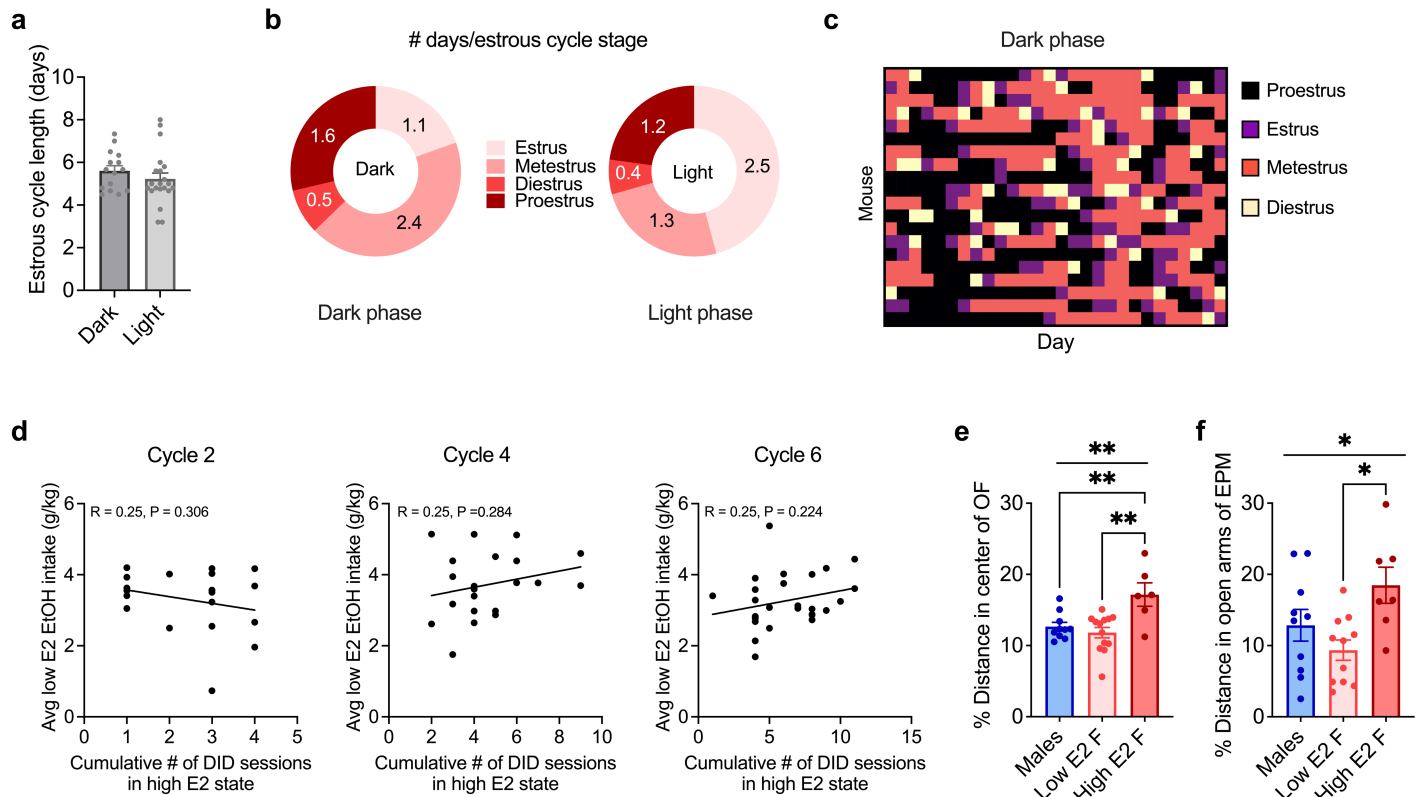 a
Estrous cycle length (days)
10
8
6
4
2
0
Dark
Light
b
# days/estrous cycle stage
1.6
1.1
0.5
2.4
Dark
Estrus
Metestrus
Diestrus
Proestrus
1.2
2.5
0.4
1.3
Light
Dark phase
Light phase
c
Dark phase
Mouse
Day
Proestrus
Estrus
Metestrus
Diestrus
d
Cycle 2
Avg low E2 EtOH intake (g/kg)
R = 0.25, P = 0.306
6
4
2
0
0 1 2 3 4 5
Cumulative # of DID sessions
in high E2 state
Cycle 4
Avg low E2 EtOH intake (g/kg)
R = 0.25, P =0.284
6
4
2
0
0 2 4 6 8 10
Cumulative # of DID sessions
in high E2 state
Cycle 6
Avg low E2 EtOH intake (g/kg)
R = 0.25, P = 0.224
6
4
2
0
0 5 10 15
Cumulative # of DID sessions
in high E2 state
e
% Distance in center of OF
**
**
**
30
20
10
0
Males
Low E2 F
High E2 F
f
% Distance in open arms of EPM
*
*
30
20
10
0
Males
Low E2 F
High E2 F